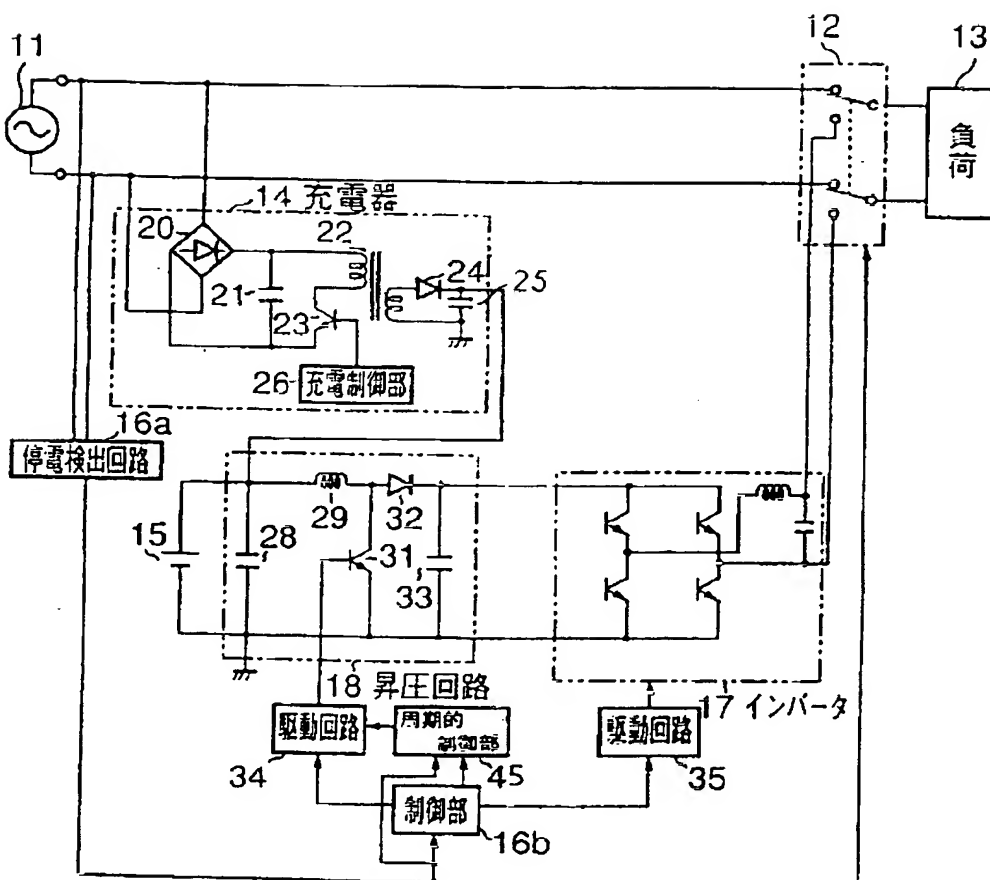 11
12
13
負荷
14 充電器
20
22
24
21
25
23
26
充電制御部
16a
停電検出回路
15
28
29
32
31
33
18 昇圧回路
17 インバータ
駆動回路
34
周期的
制御部
45
駆動回路
35
制御部
16b